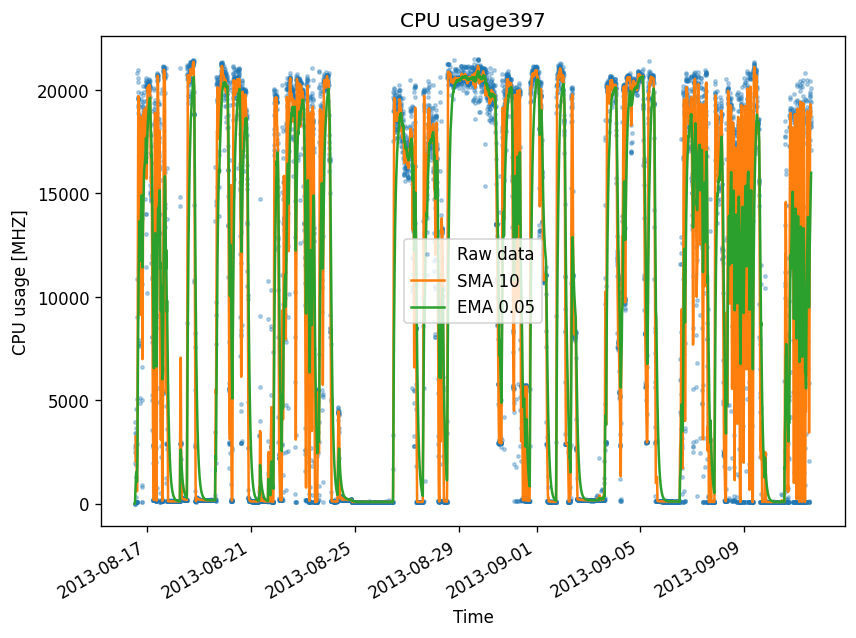 CPU usage397
CPU usage [MHZ]
20000
15000
10000
5000
0
Raw data
SMA 10
EMA 0.05
2013-08-17
2013-08-21
2013-08-25
2013-08-29
2013-09-01
2013-09-05
2013-09-09
Time